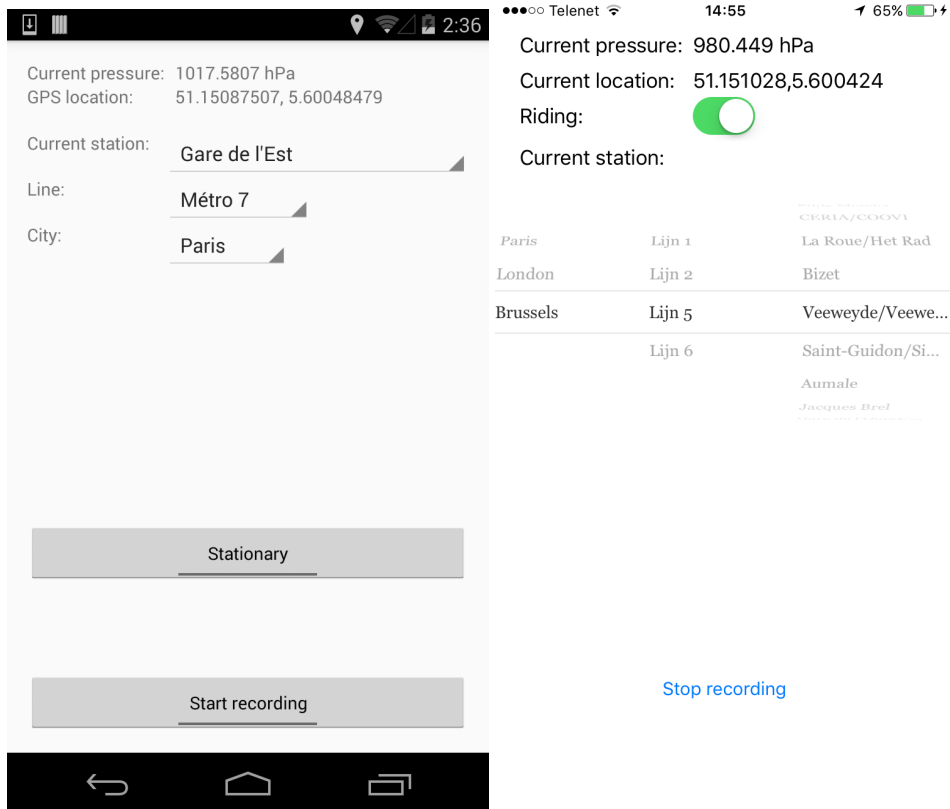 2:36
Current pressure: 1017.5807 hPa
GPS location: 51.15087507, 5.60048479
Current station: Gare de l'Est
Line: Métro 7
City: Paris
Stationary
Start recording
Telenet 14:55 65%
Current pressure: 980.449 hPa
Current location: 51.151028,5.600424
Riding:
Current station:
CERIA/COOVI
Paris Lijn 1 La Roue/Het Rad
London Lijn 2 Bizet
Brussels Lijn 5 Veeweyde/Veewe...
Lijn 6 Saint-Guidon/Si...
Aumale
Jacques Brel
Stop recording